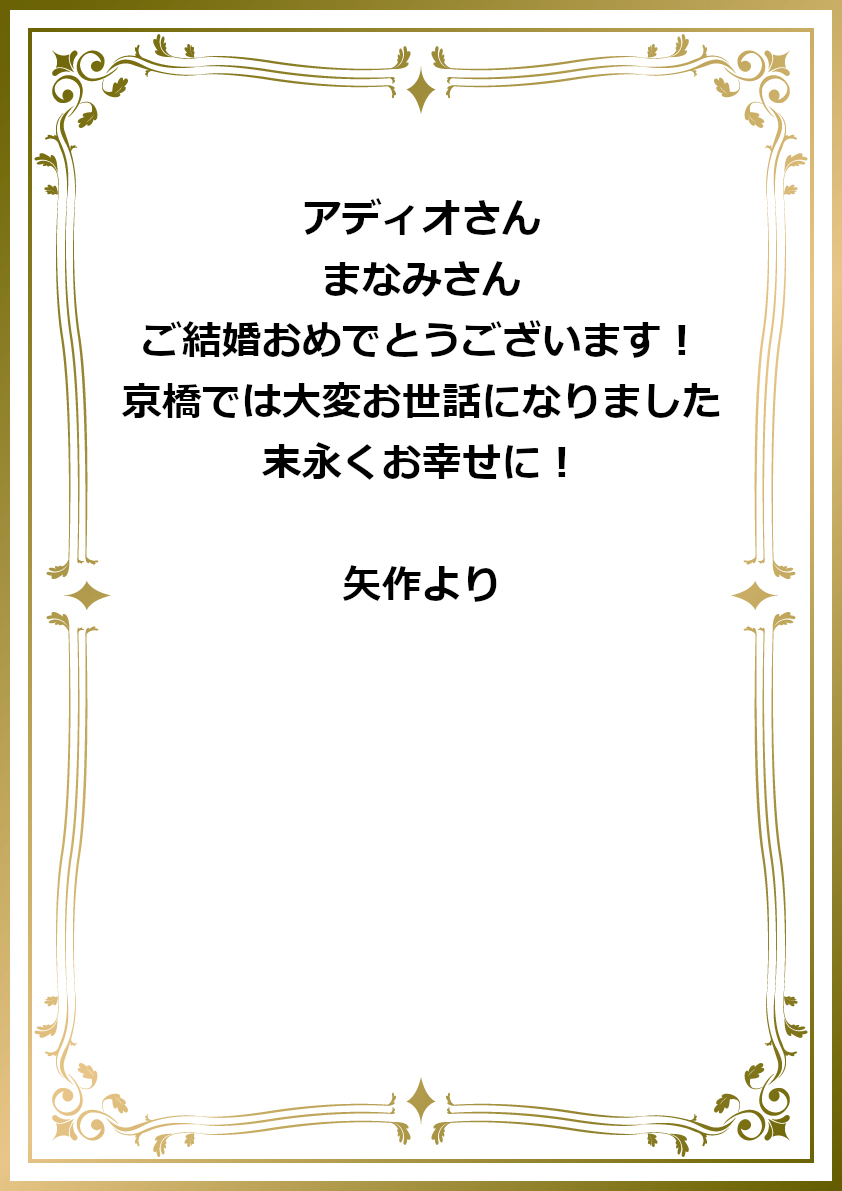 アディオさん
まなみさん
ご結婚おめでとうございます！
京橋では大変お世話になりました
末永くお幸せに！
矢作より